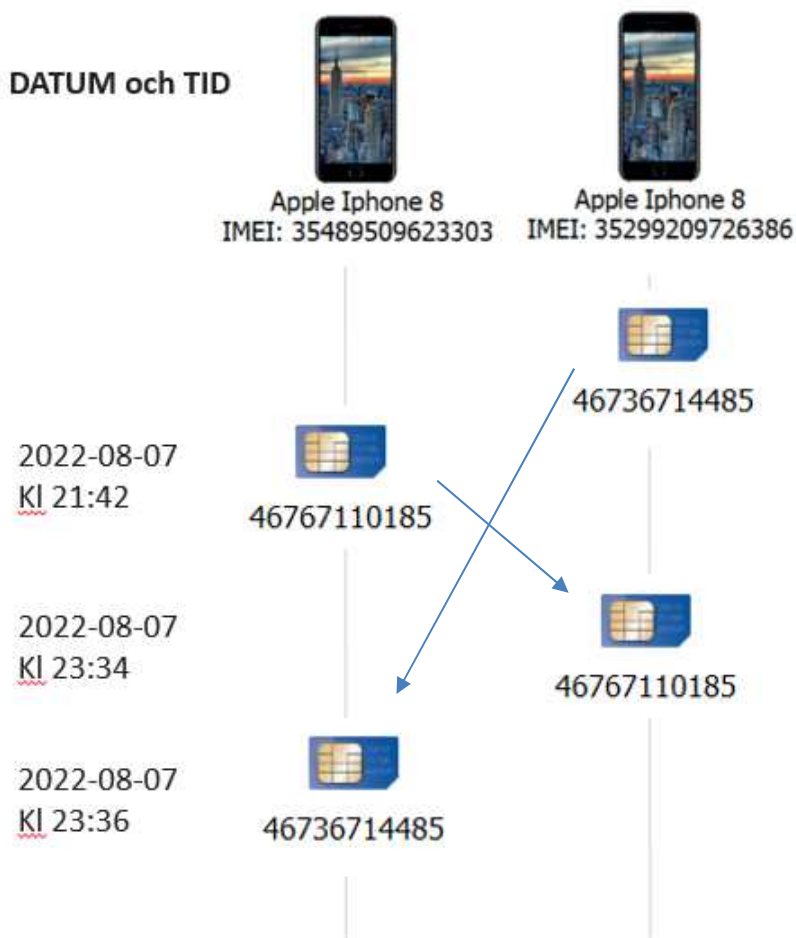 DATUM och TID
Apple Iphone 8
IMEI: 35489509623303
Apple Iphone 8
IMEI: 35299209726386
46736714485
2022-08-07
Kl 21:42
46767110185
2022-08-07
Kl 23:34
46767110185
2022-08-07
Kl 23:36
46736714485